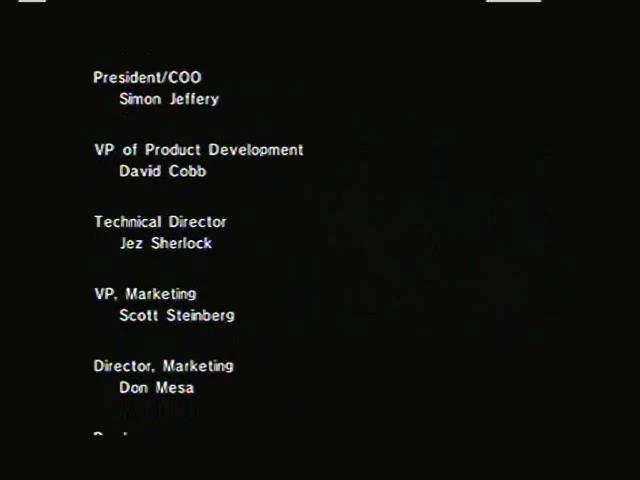 President/COO
Simon Jeffery
VP of Product Development
David Cobb
Technical Director
Jez Sherlock
VP, Marketing
Scott Steinberg
Director, Marketing
Don Mesa